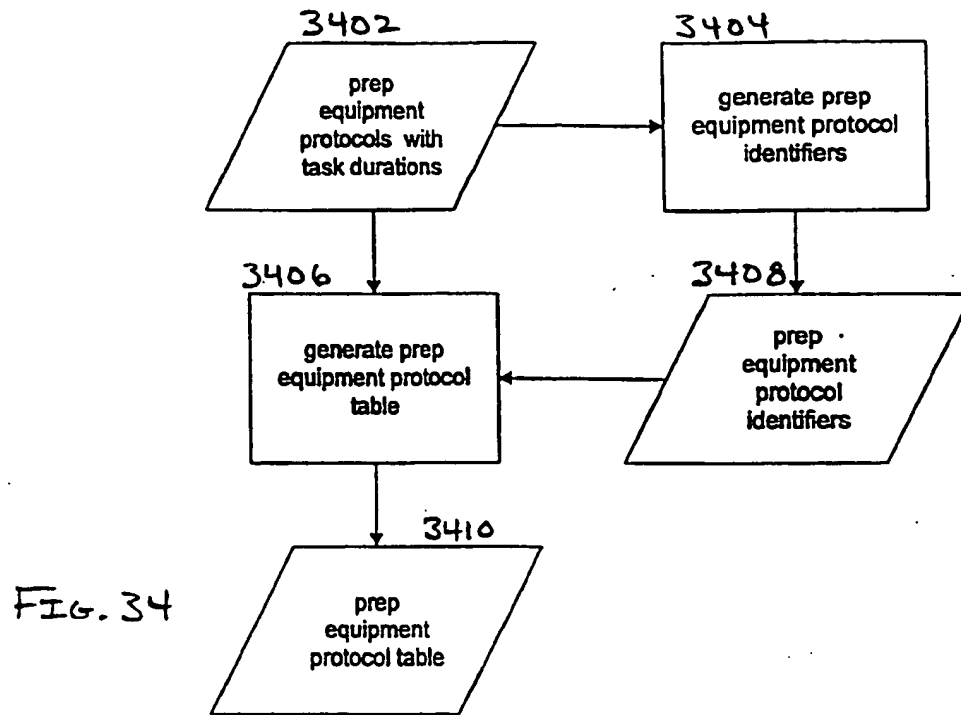 3402
prep
equipment
protocols with
task durations
3404
generate prep
equipment protocol
identifiers
3406
generate prep
equipment protocol
table
3408
prep
equipment
protocol
identifiers
3410
prep
equipment
protocol table
FIG. 34